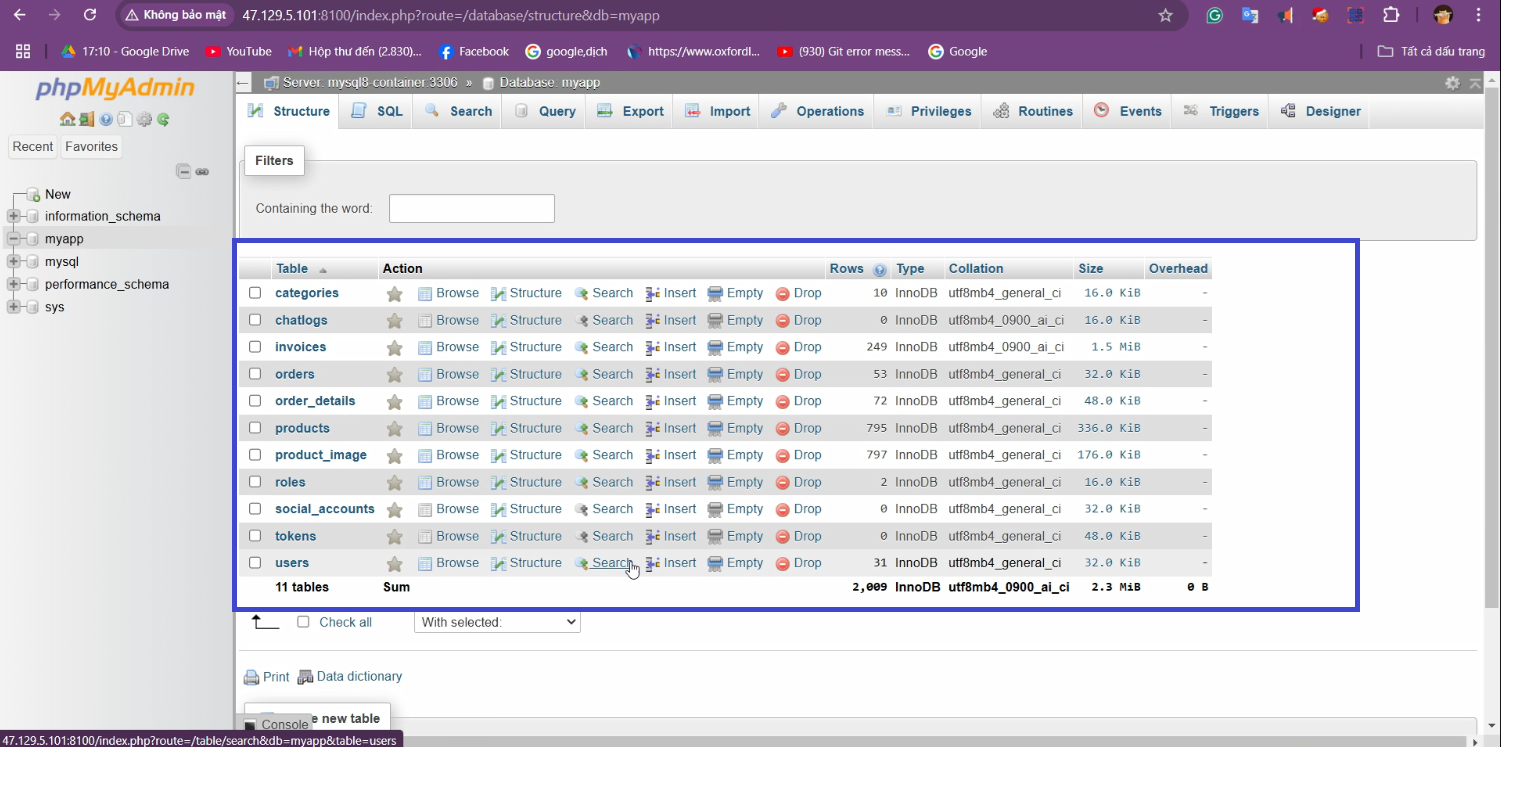 Không bảo mật 47.129.5.101:8100/index.php?route=/database/structure&db=myapp
17:10 - Google Drive YouTube Hộp thư đến (2.830)... Facebook google,dịch https://www.oxfordl... (930) Git error mess... Google Tất cả dấu trang
phpMyAdmin
Server: mysql8-container:3306 » Database: myapp
Structure SQL Search Query Export Import Operations Privileges Routines Events Triggers Designer
Recent Favorites
New
information_schema
myapp
mysql
performance_schema
sys
Filters
Containing the word:
Table Action Rows Type Collation Size Overhead
categories Browse Structure Search Insert Empty Drop 10 InnoDB utf8mb4_general_ci 16.0 KiB -
chatlogs Browse Structure Search Insert Empty Drop 0 InnoDB utf8mb4_0900_ai_ci 16.0 KiB -
invoices Browse Structure Search Insert Empty Drop 249 InnoDB utf8mb4_0900_ai_ci 1.5 MiB -
orders Browse Structure Search Insert Empty Drop 53 InnoDB utf8mb4_general_ci 32.0 KiB -
order_details Browse Structure Search Insert Empty Drop 72 InnoDB utf8mb4_general_ci 48.0 KiB -
products Browse Structure Search Insert Empty Drop 795 InnoDB utf8mb4_general_ci 336.0 KiB -
product_image Browse Structure Search Insert Empty Drop 797 InnoDB utf8mb4_general_ci 176.0 KiB -
roles Browse Structure Search Insert Empty Drop 2 InnoDB utf8mb4_general_ci 16.0 KiB -
social_accounts Browse Structure Search Insert Empty Drop 0 InnoDB utf8mb4_general_ci 32.0 KiB -
tokens Browse Structure Search Insert Empty Drop 0 InnoDB utf8mb4_general_ci 48.0 KiB -
users Browse Structure Search Insert Empty Drop 31 InnoDB utf8mb4_general_ci 32.0 KiB -
11 tables Sum 2,009 InnoDB utf8mb4_0900_ai_ci 2.3 MiB 0 B
Check all With selected:
Print Data dictionary
e new table
Console
47.129.5.101:8100/index.php?route=/table/search&db=myapp&table=users